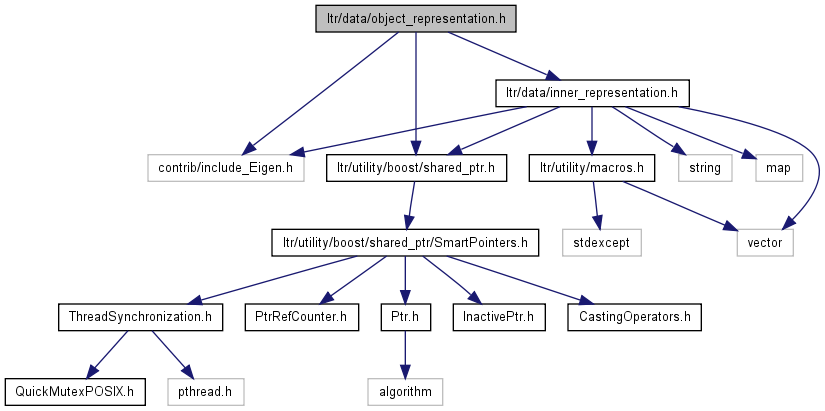 ltr/data/object_representation.h
ltr/data/inner_representation.h
contrib/include_Eigen.h
ltr/utility/boost/shared_ptr.h
ltr/utility/macros.h
string
map
ltr/utility/boost/shared_ptr/SmartPointers.h
stdexcept
vector
ThreadSynchronization.h
PtrRefCounter.h
Ptr.h
InactivePtr.h
CastingOperators.h
QuickMutexPOSIX.h
pthread.h
algorithm